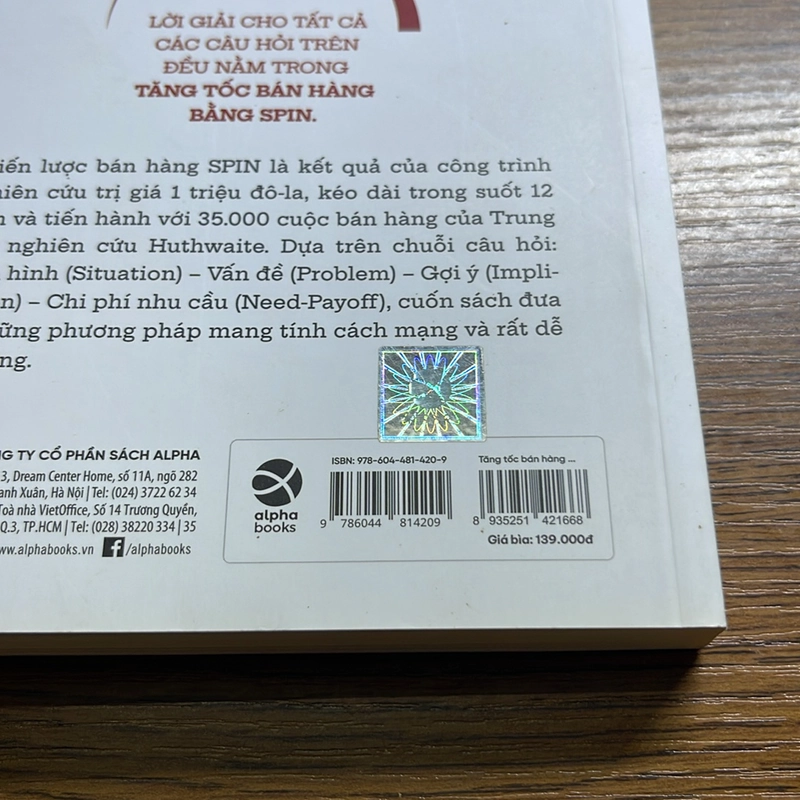 LỜI GIẢI CHO TẤT CẢ
CÁC CÂU HỎI TRÊN
ĐỀU NẰM TRONG
TĂNG TỐC BÁN HÀNG
BẰNG SPIN.
iến lược bán hàng SPIN là kết quả của công trình
iên cứu trị giá 1 triệu đô-la, kéo dài trong suốt 12
và tiến hành với 35.000 cuộc bán hàng của Trung
nghiên cứu Huthwaite. Dựa trên chuỗi câu hỏi:
hình (Situation) – Vấn đề (Problem) – Gợi ý (Impli-
n) – Chi phí nhu cầu (Need-Payoff), cuốn sách đưa
ững phương pháp mang tính cách mạng và rất dễ
ng.
NG TY CỔ PHẦN SÁCH ALPHA
3, Dream Center Home, số 11A, ngõ 282
anh Xuân, Hà Nội | Tel: (024) 3722 62 34
Toà nhà VietOffice, Số 14 Trương Quyền,
Q.3, TP.HCM | Tel: (028) 38220 334 | 35
www.alphabooks.vn f /alphabooks
alpha
books
ISBN: 978-604-481-420-9
9 786044 814209
Tăng tốc bán hàng ...
8 935251 421668
Giá bìa: 139.000đ